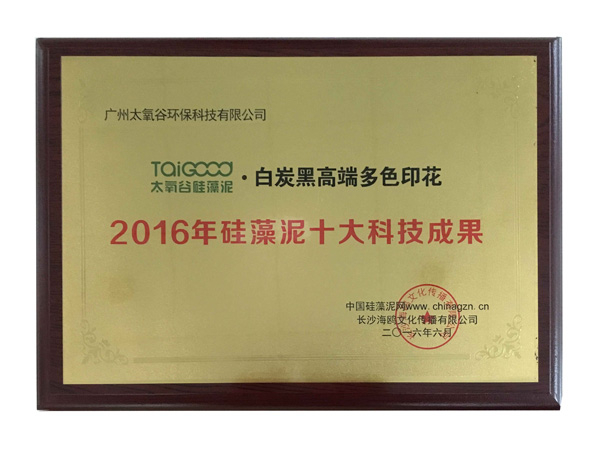 广州太氧谷环保科技有限公司
TAiGOOD
太氧谷硅藻泥
·白炭黑高端多色印花
2016年硅藻泥十大科技成果
中国硅藻泥网www.chinagzn.cn
长沙海鸥文化传播有限公司
二〇一六年六月